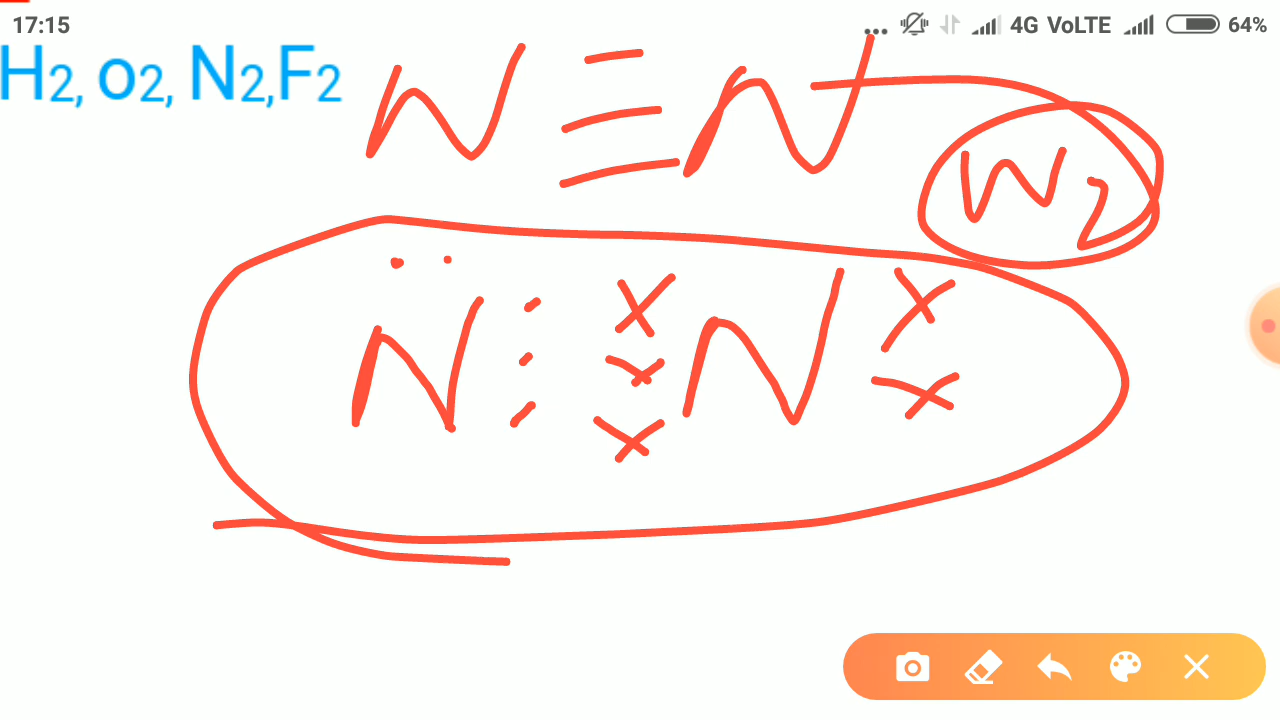 17:15 ... 4G VoLTE 64%
H2, o2, N2,F2
N ≡ N
N2
N : x N x